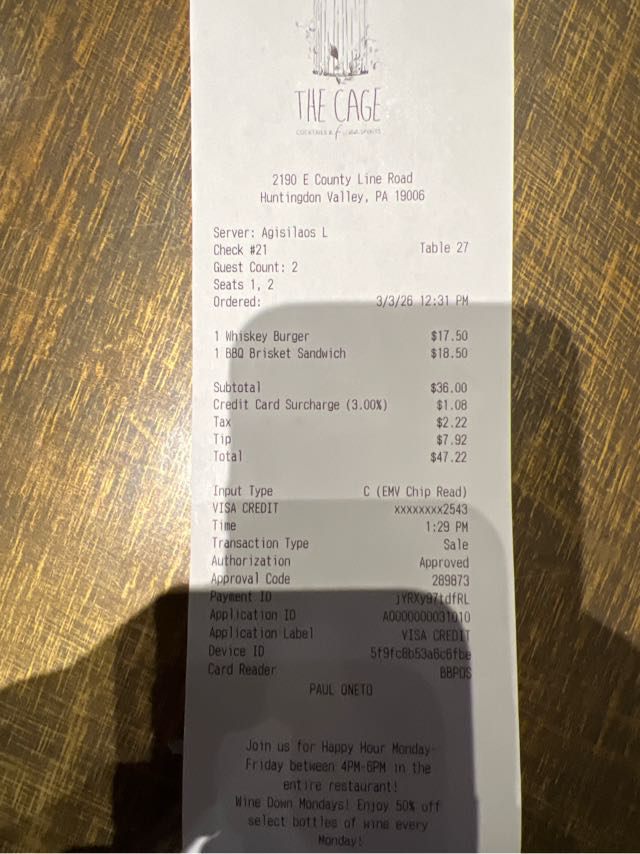 THE CAGE
COCKTAILS &
2190 E County Line Road
Huntingdon Valley, PA 19006
Server: Agisilaos L
Check #21 Table 27
Guest Count: 2
Seats 1, 2
Ordered: 3/3/26 12:31 PM
1 Whiskey Burger $17.50
1 BBQ Brisket Sandwich $18.50
Subtotal $36.00
Credit Card Surcharge (3.00%) $1.08
Tax $2.22
Tip $7.92
Total $47.22
Input Type C (EMV Chip Read)
VISA CREDIT xxxxxxxx2543
Time 1:29 PM
Transaction Type Sale
Authorization Approved
Approval Code 289873
Payment ID jYRXy97tdfRL
Application ID A0000000031010
Application Label VISA CREDIT
Device ID 5f9fc6b53a6c6fbe
Card Reader BBPOS
PAUL ONETO
Join us for Happy Hour Monday-
Friday between 4PM-6PM in the
entire restaurant!
Wine Down Mondays! Enjoy 50% off
select bottles of wine every
Monday!